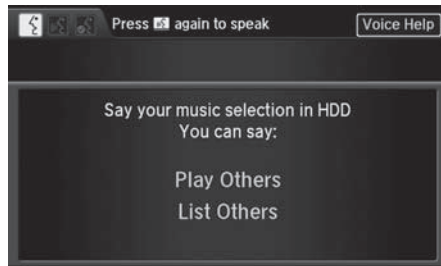 Press again to speak
Voice Help
Say your music selection in HDD
You can say:
Play Others
List Others